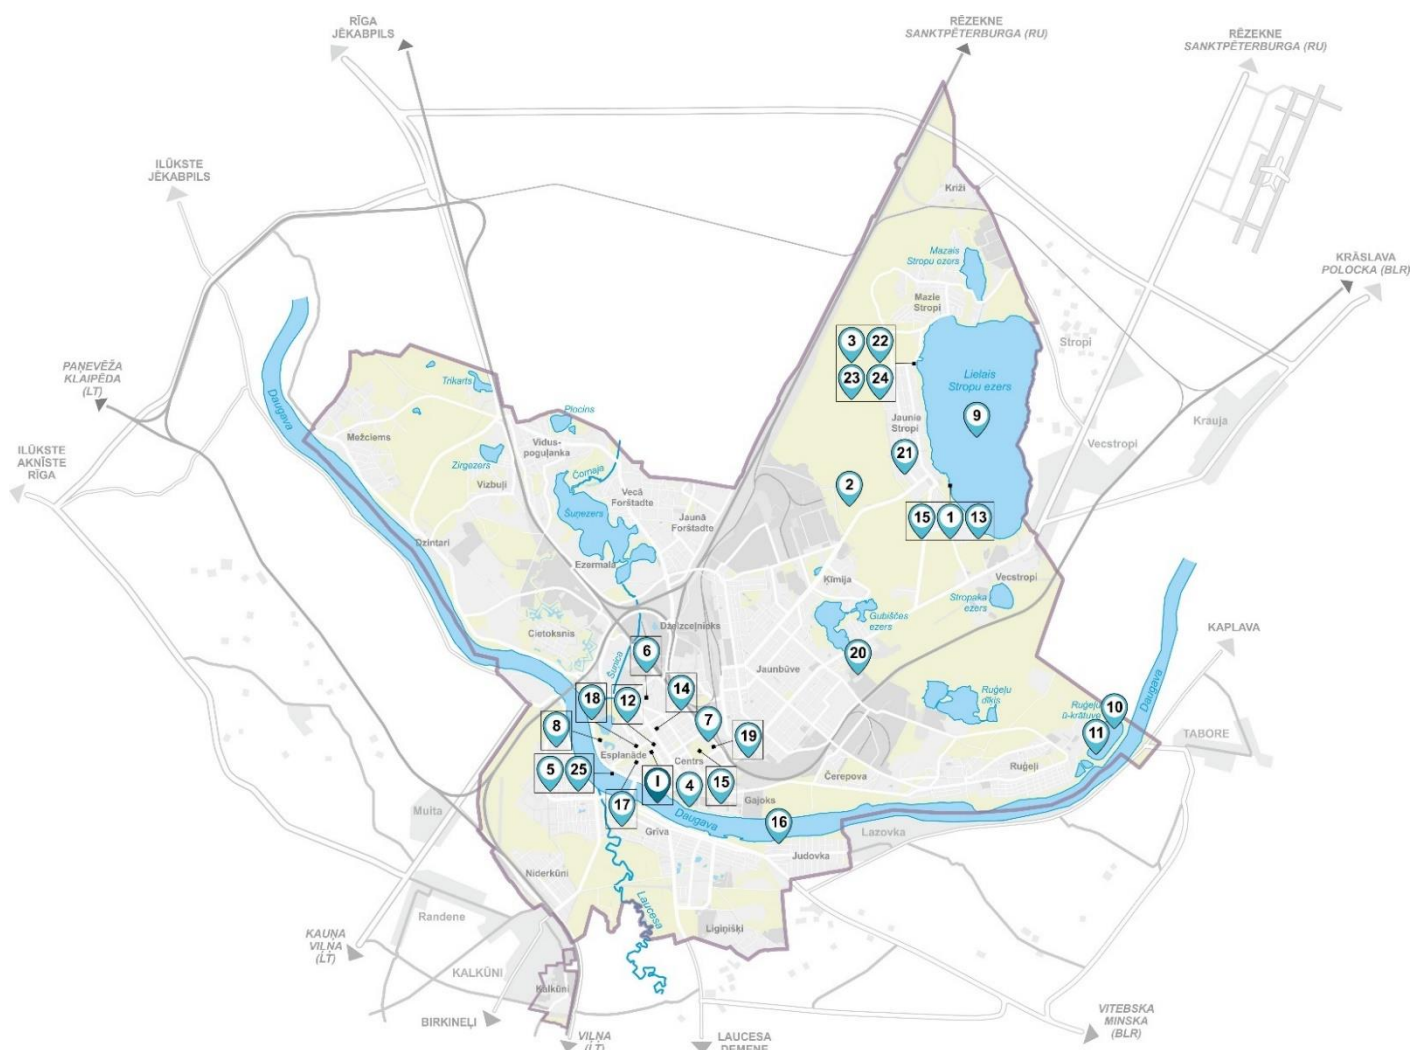 RĪGA
JĒKABPILS
RĒZEKNE
SANKTPĒTERBURGA (RU)
RĒZEKNE
SANKTPĒTERBURGA (RU)
ILŪKSTE
JĒKABPILS
Križi
Mazais
Stropu ezers
KRĀSLAVA
POLOCKA (BLR)
Mazie
Stropi
Stropi
3
22
23
24
Lielais
Stropu ezers
PAŅEVĒŽA
KLAIPĒDA
(LT)
Daugava
Trikarts
Plocins
Mežciems
Vidus-
poguļanka
Jaunie
Stropi
9
Krauja
Vecstropi
ILŪKSTE
AKNĪSTE
RĪGA
Zirgezers
Vizbuļi
Čornaja
Vecā
Forštadte
21
2
Šuņezers
Jaunā
Forštadte
15
1
13
Dzintari
Ezermala
Ķīmija
Vecstropi
Stropaka
ezers
Gubiščes
ezers
Cietoksnis
Dzelzceļnieks
KAPLAVA
Šuņica
6
20
Jaunbūve
18
12
14
Ruģeļu
dīķis
Ruģeļu
ū-krātuve
10
Daugava
8
7
19
11
TABORE
Esplanāde
Centrs
5
25
I
4
15
Čerepova
Ruģeļi
17
Gajoks
Muita
Daugava
16
Grīva
Lazovka
Judovka
Niderkūni
Randene
Laucesa
Liginišķi
KAUŅA
VIĻŅA
(LT)
KALKŪNI
Kalkūni
BIRKINEĻI
VIĻŅA
(LT)
LAUCESA
DEMENE
VITEBSKA
MINSKA
(BLR)